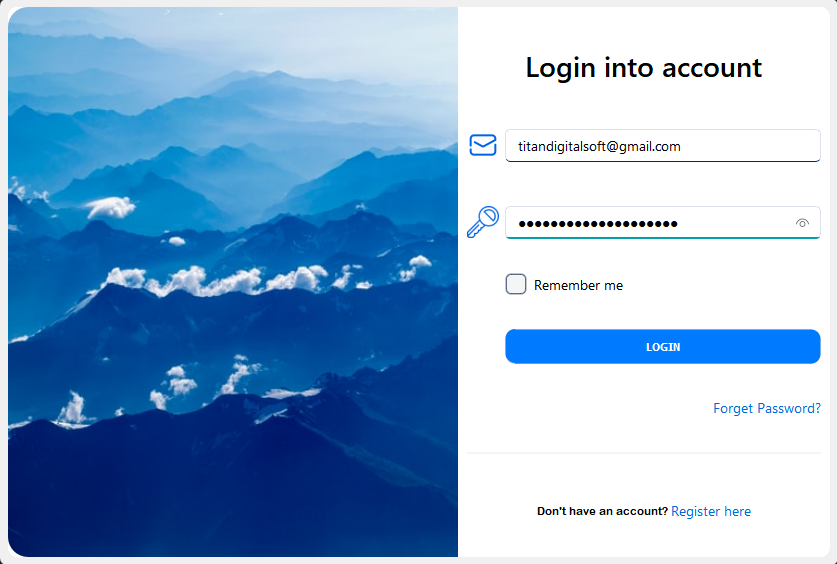 Login into account
titandigitalsoft@gmail.com
••••••••••••••••••••
Remember me
LOGIN
Forget Password?
Don't have an account? Register here